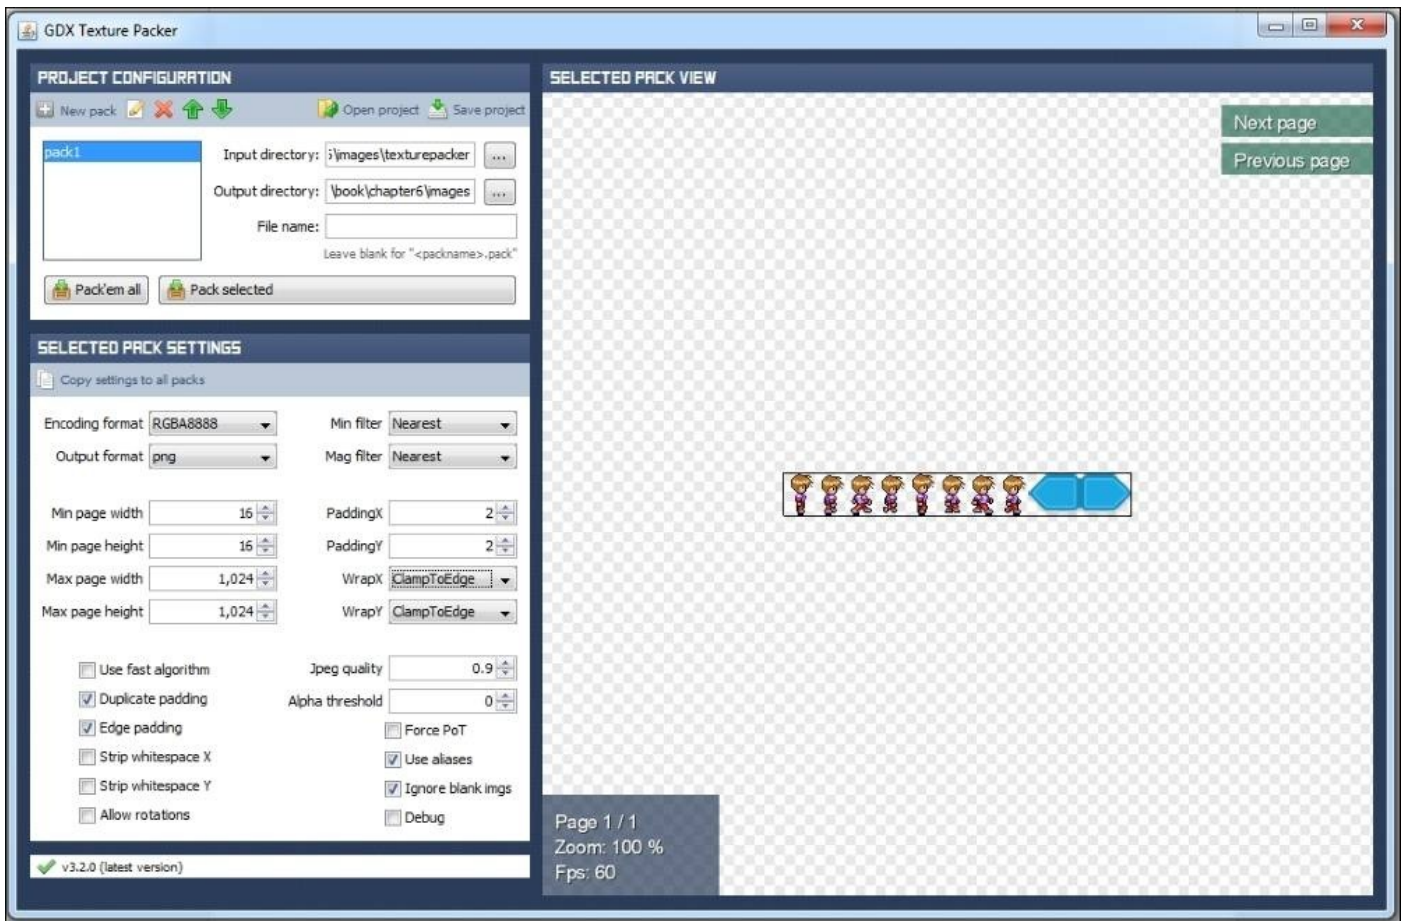 GDX Texture Packer
PROJECT CONFIGURATION
New pack Open project Save project
pack1
Input directory: \images\texturepacker ...
Output directory: \book\chapter6\images ...
File name:
Leave blank for "<packname>.pack"
Pack'em all Pack selected
SELECTED PACK SETTINGS
Copy settings to all packs
Encoding format RGBA8888 Min filter Nearest
Output format png Mag filter Nearest
Min page width 16 PaddingX 2
Min page height 16 PaddingY 2
Max page width 1,024 WrapX ClampToEdge
Max page height 1,024 WrapY ClampToEdge
Use fast algorithm Jpeg quality 0.9
Duplicate padding Alpha threshold 0
Edge padding Force PoT
Strip whitespace X Use aliases
Strip whitespace Y Ignore blank imgs
Allow rotations Debug
v3.2.0 (latest version)
SELECTED PACK VIEW
Next page
Previous page
Page 1 / 1
Zoom: 100 %
Fps: 60